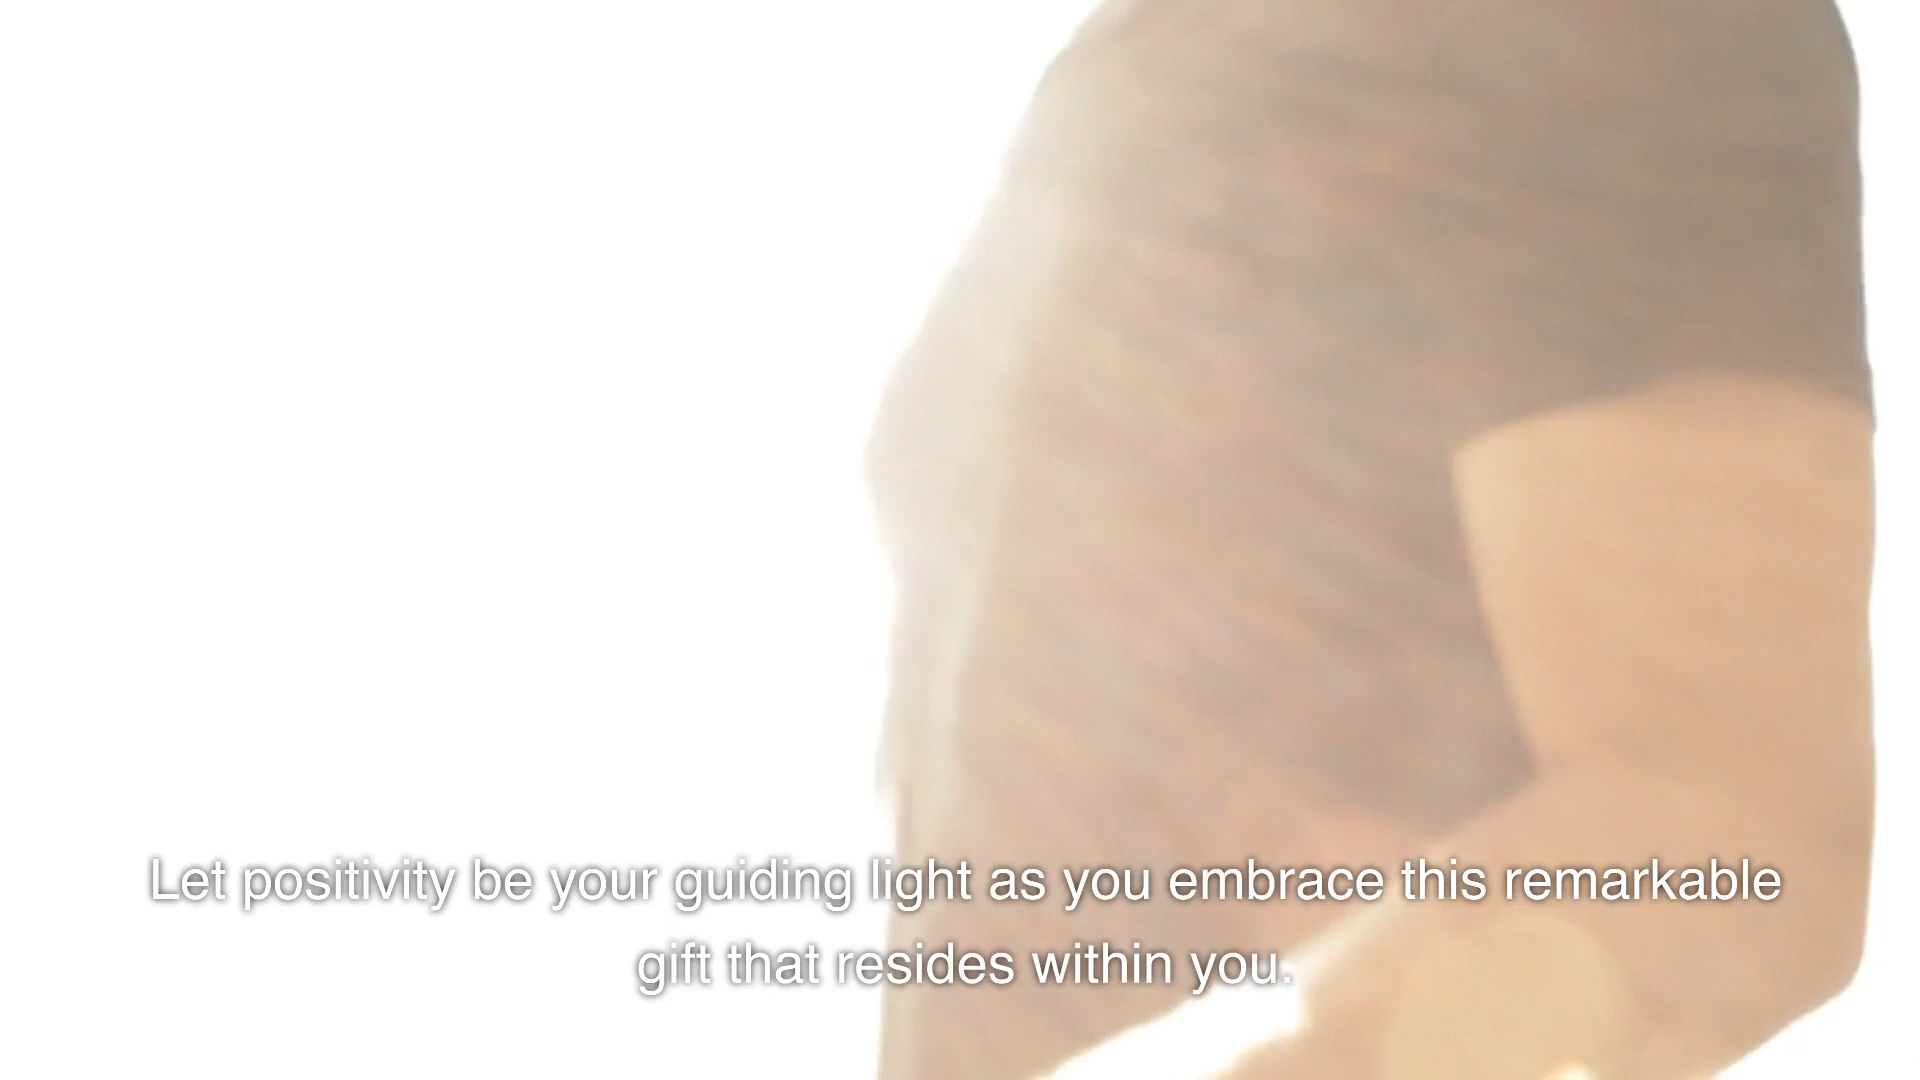 Let positivity be your guiding light as you embrace this remarkable
gift that resides within you.